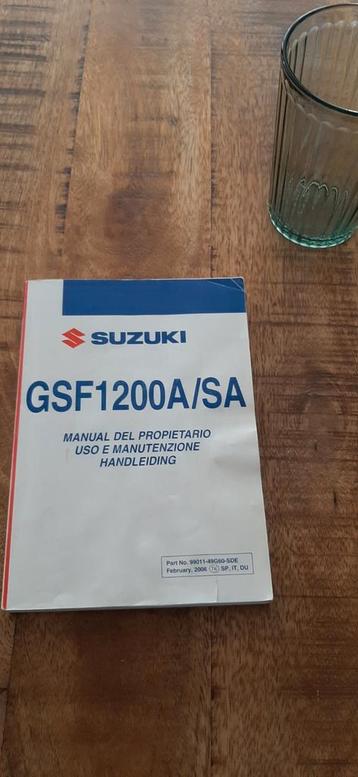 SUZUKI
GSF1200A/SA
MANUAL DEL PROPIETARIO
USO E MANUTENZIONE
HANDLEIDING
Part No. 99011-49G60-SDE
February, 2006 TK SP, IT, DU